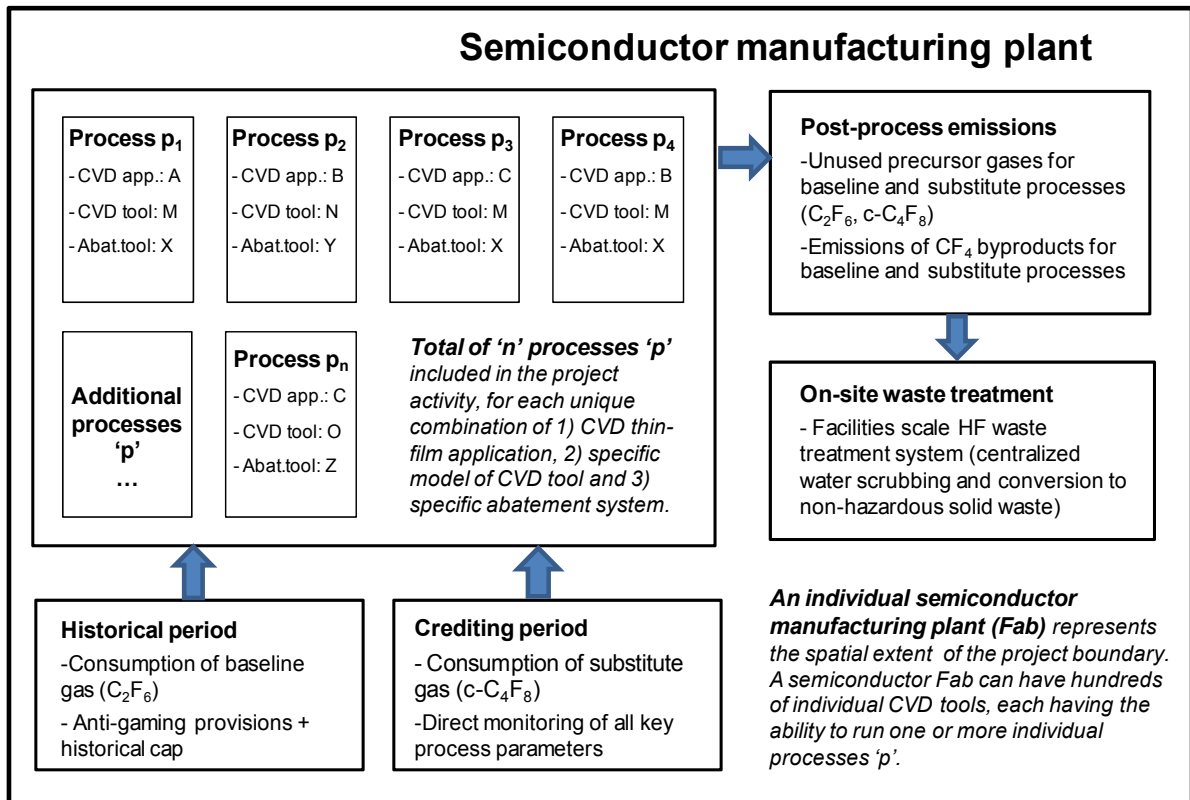 Semiconductor manufacturing plant
Process p₁
- CVD app.: A
- CVD tool: M
- Abat.tool: X
Process p₂
- CVD app.: B
- CVD tool: N
- Abat.tool: Y
Process p₃
- CVD app.: C
- CVD tool: M
- Abat.tool: X
Process p₄
- CVD app.: B
- CVD tool: M
- Abat.tool: X
Additional
processes
‘p’
…
Process pₙ
- CVD app.: C
- CVD tool: O
- Abat.tool: Z
Total of ‘n’ processes ‘p’
included in the project
activity, for each unique
combination of 1) CVD thin-
film application, 2) specific
model of CVD tool and 3)
specific abatement system.
Post-process emissions
-Unused precursor gases for
baseline and substitute processes
(C₂F₆, c-C₄F₈)
-Emissions of CF₄ byproducts for
baseline and substitute processes
On-site waste treatment
- Facilities scale HF waste
treatment system (centralized
water scrubbing and conversion to
non-hazardous solid waste)
Historical period
-Consumption of baseline
gas (C₂F₆)
- Anti-gaming provisions +
historical cap
Crediting period
- Consumption of substitute
gas (c-C₄F₈)
-Direct monitoring of all key
process parameters
An individual semiconductor
manufacturing plant (Fab) represents
the spatial extent of the project boundary.
A semiconductor Fab can have hundreds
of individual CVD tools, each having the
ability to run one or more individual
processes ‘p’.